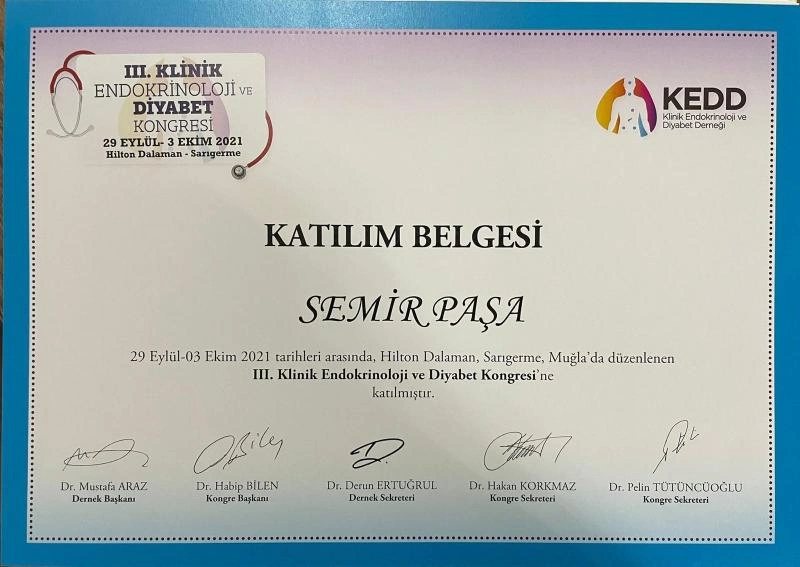 III. KLİNİK
ENDOKRİNOLOJİ VE
DİYABET
KONGRESİ
29 EYLÜL- 3 EKİM 2021
Hilton Dalaman - Sarıgerme
KEDD
Klinik Endokrinoloji ve
Diyabet Derneği
KATILIM BELGESİ
SEMİR PAŞA
29 Eylül-03 Ekim 2021 tarihleri arasında, Hilton Dalaman, Sarıgerme, Muğla'da düzenlenen
III. Klinik Endokrinoloji ve Diyabet Kongresi'ne
katılmıştır.
Dr. Mustafa ARAZ Dr. Habip BİLEN Dr. Derun ERTUĞRUL Dr. Hakan KORKMAZ Dr. Pelin TÜTÜNCÜOĞLU
Dernek Başkanı Kongre Başkanı Dernek Sekreteri Kongre Sekreteri Kongre Sekreteri